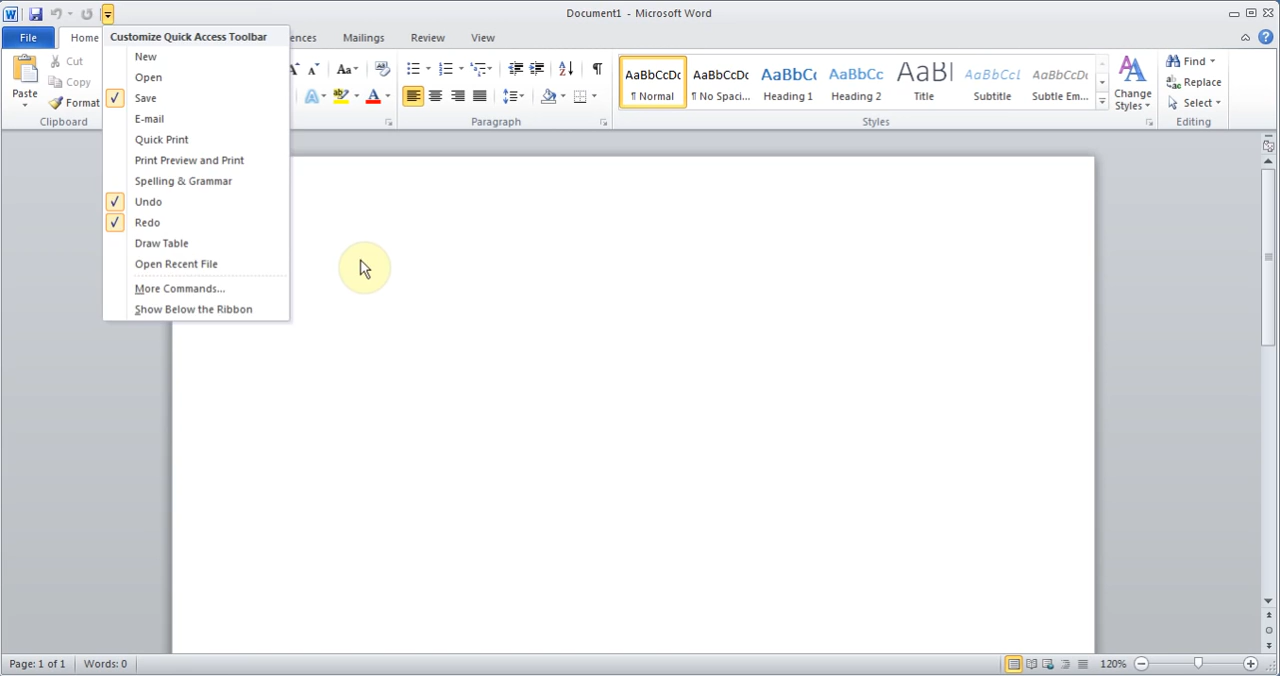 Document1 - Microsoft Word
File
Home
ences
Mailings
Review
View
Customize Quick Access Toolbar
New
Open
Save
E-mail
Quick Print
Print Preview and Print
Spelling & Grammar
Undo
Redo
Draw Table
Open Recent File
More Commands...
Show Below the Ribbon
Paste
Cut
Copy
Format
Clipboard
Aa
A
A
Paragraph
AaBbCcDc
¶ Normal
AaBbCcDc
¶ No Spaci...
AaBbCc
Heading 1
AaBbCc
Heading 2
AaBl
Title
AaBbCcL
Subtitle
AaBbCcDc
Subtle Em...
Styles
Change
Styles
Find
Replace
Select
Editing
Page: 1 of 1
Words: 0
120%